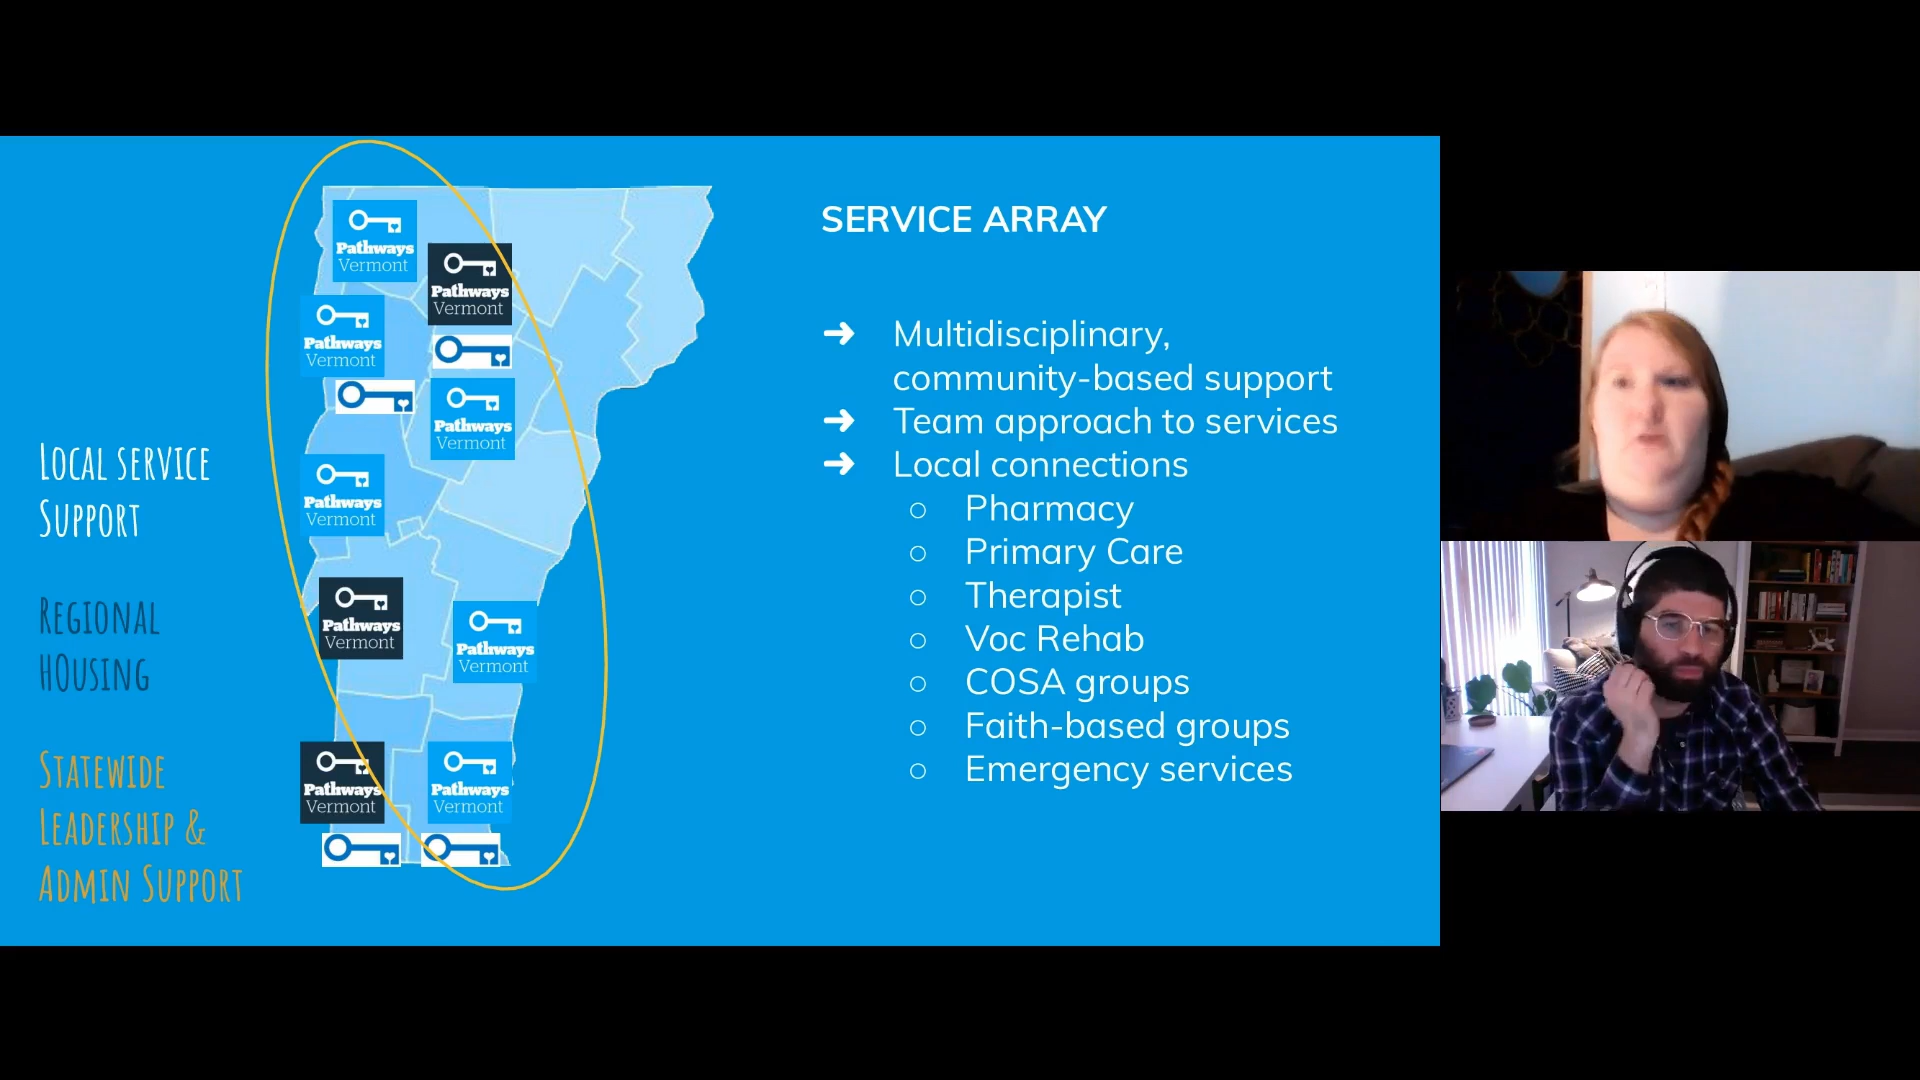 LOCAL SERVICE
SUPPORT
REGIONAL
HOUSING
STATEWIDE
LEADERSHIP &
ADMIN SUPPORT
Pathways
Vermont
Pathways
Vermont
Pathways
Vermont
Pathways
Vermont
Pathways
Vermont
Pathways
Vermont
Pathways
Vermont
Pathways
Vermont
Pathways
Vermont
SERVICE ARRAY
➜ Multidisciplinary,
community-based support
➜ Team approach to services
➜ Local connections
○ Pharmacy
○ Primary Care
○ Therapist
○ Voc Rehab
○ COSA groups
○ Faith-based groups
○ Emergency services